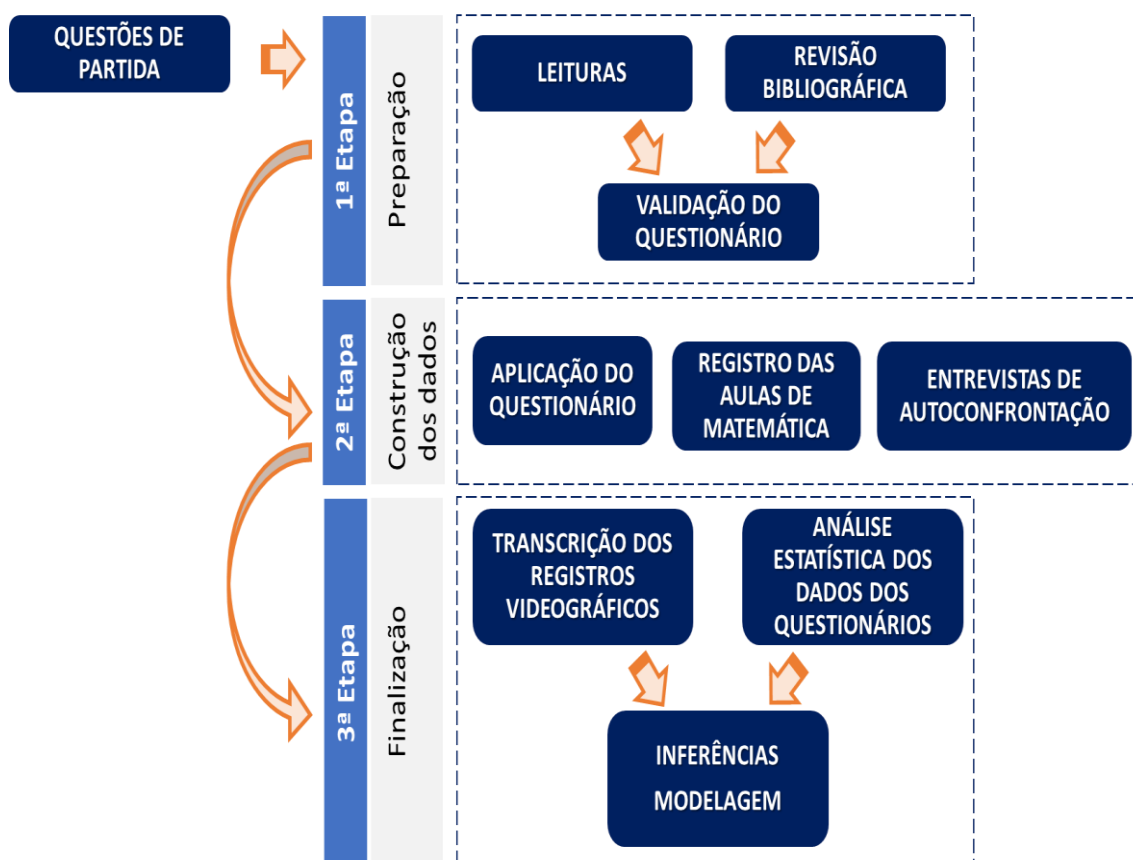 QUESTÕES DE
PARTIDA
1ª Etapa
Preparação
LEITURAS
REVISÃO
BIBLIOGRÁFICA
VALIDAÇÃO DO
QUESTIONÁRIO
2ª Etapa
Construção
dos dados
APLICAÇÃO DO
QUESTIONÁRIO
REGISTRO DAS
AULAS DE
MATEMÁTICA
ENTREVISTAS DE
AUTOCONFRONTAÇÃO
3ª Etapa
Finalização
TRANSCRIÇÃO DOS
REGISTROS
VIDEOGRÁFICOS
ANÁLISE
ESTATÍSTICA DOS
DADOS DOS
QUESTIONÁRIOS
INFERÊNCIAS
MODELAGEM